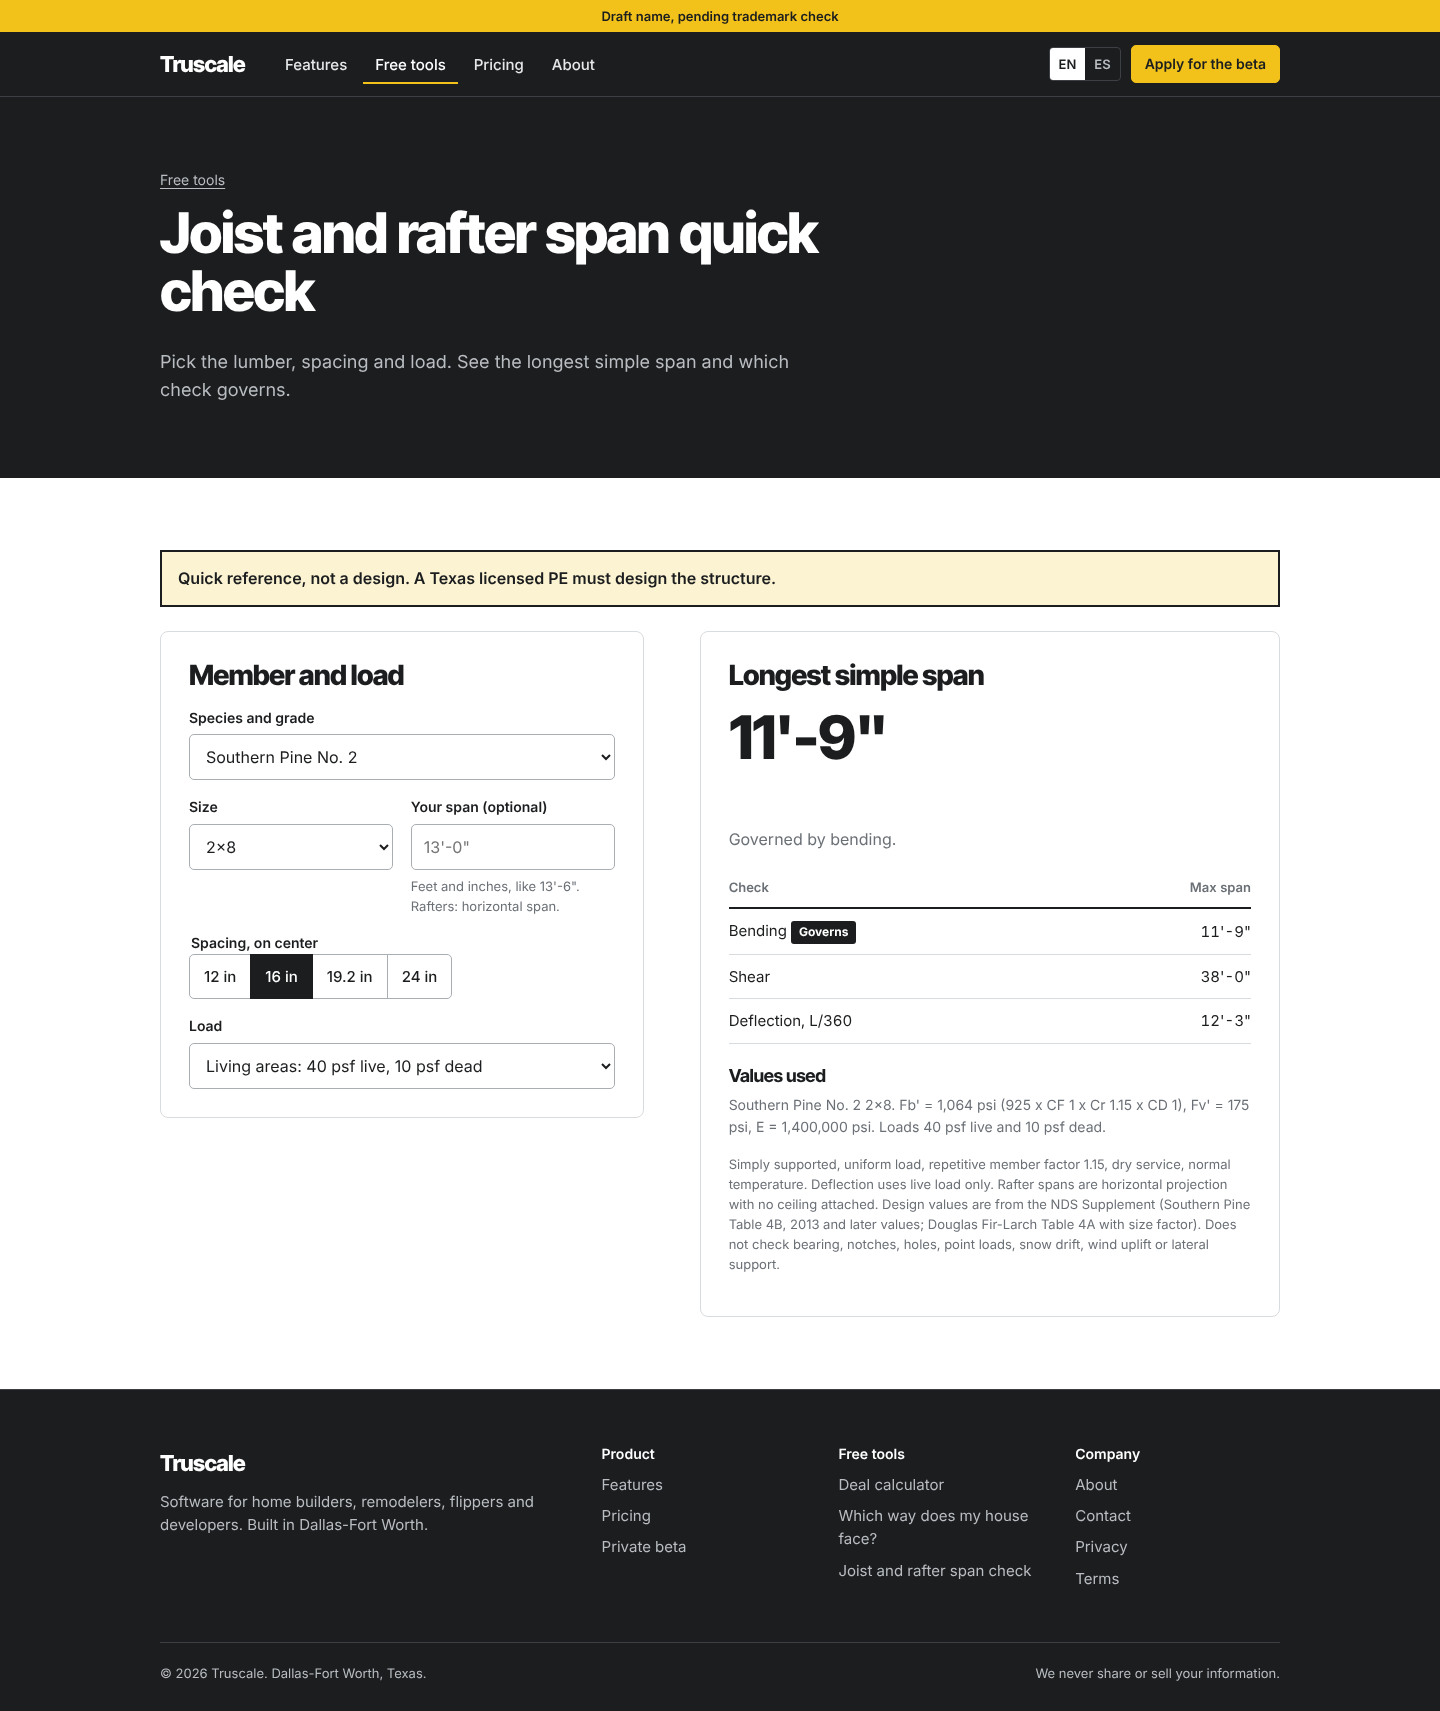 Draft name, pending trademark check
Truscale
Features
Free tools
Pricing
About
EN
ES
Apply for the beta
Free tools
Joist and rafter span quick
check
Pick the lumber, spacing and load. See the longest simple span and which
check governs.
Quick reference, not a design. A Texas licensed PE must design the structure.
Member and load
Species and grade
Southern Pine No. 2
Size
Your span (optional)
2×8
13'-0"
Feet and inches, like 13'-6".
Rafters: horizontal span.
Spacing, on center
12 in
16 in
19.2 in
24 in
Load
Living areas: 40 psf live, 10 psf dead
Longest simple span
11'-9"
Governed by bending.
Check
Max span
Bending Governs
11'-9"
Shear
38'-0"
Deflection, L/360
12'-3"
Values used
Southern Pine No. 2 2×8. Fb' = 1,064 psi (925 x CF 1 x Cr 1.15 x CD 1), Fv' = 175
psi, E = 1,400,000 psi. Loads 40 psf live and 10 psf dead.
Simply supported, uniform load, repetitive member factor 1.15, dry service, normal
temperature. Deflection uses live load only. Rafter spans are horizontal projection
with no ceiling attached. Design values are from the NDS Supplement (Southern Pine
Table 4B, 2013 and later values; Douglas Fir-Larch Table 4A with size factor). Does
not check bearing, notches, holes, point loads, snow drift, wind uplift or lateral
support.
Truscale
Software for home builders, remodelers, flippers and
developers. Built in Dallas-Fort Worth.
Product
Features
Pricing
Private beta
Free tools
Deal calculator
Which way does my house
face?
Joist and rafter span check
Company
About
Contact
Privacy
Terms
© 2026 Truscale. Dallas-Fort Worth, Texas.
We never share or sell your information.